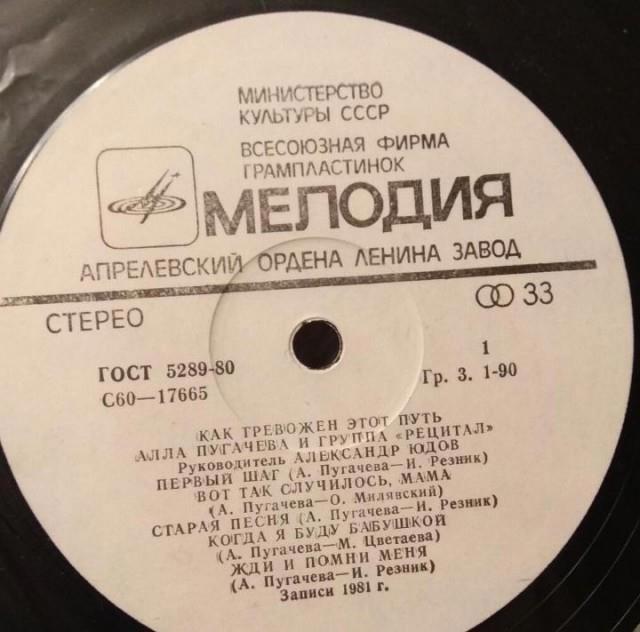 МИНИСТЕРСТВО
КУЛЬТУРЫ СССР
ВСЕСОЮЗНАЯ ФИРМА
ГРАМПЛАСТИНОК
МЕЛОДИЯ
АПРЕЛЕВСКИЙ ОРДЕНА ЛЕНИНА ЗАВОД
СТЕРЕО
33
ГОСТ 5289-80
С60—17665
1
Гр. 3. 1-90
КАК ТРЕВОЖЕН ЭТОТ ПУТЬ
АЛЛА ПУГАЧЕВА И ГРУППА «РЕЦИТАЛ»
Руководитель АЛЕКСАНДР ЮДОВ
ПЕРВЫЙ ШАГ (А. Пугачева—И. Резник)
ВОТ ТАК СЛУЧИЛОСЬ, МАМА
(А. Пугачева—О. Милявский)
СТАРАЯ ПЕСНЯ (А. Пугачева—И. Резник)
КОГДА Я БУДУ БАБУШКОЙ
(А. Пугачева—М. Цветаева)
ЖДИ И ПОМНИ МЕНЯ
(А. Пугачева—И. Резник)
Записи 1981 г.